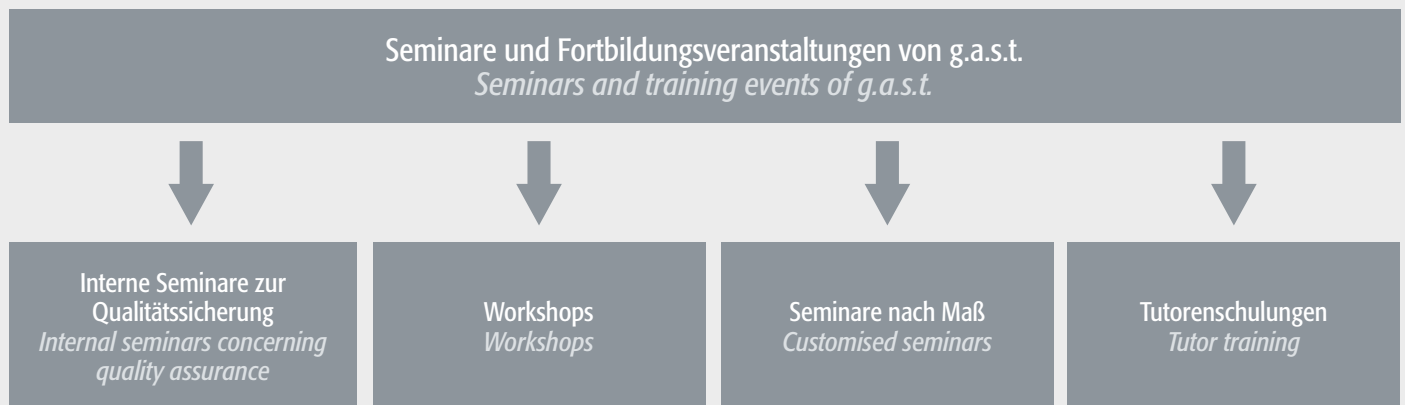 Seminare und Fortbildungsveranstaltungen von g.a.s.t.
Seminars and training events of g.a.s.t.
Interne Seminare zur
Qualitätssicherung
Internal seminars concerning
quality assurance
Workshops
Workshops
Seminare nach Maß
Customised seminars
Tutorenschulungen
Tutor training